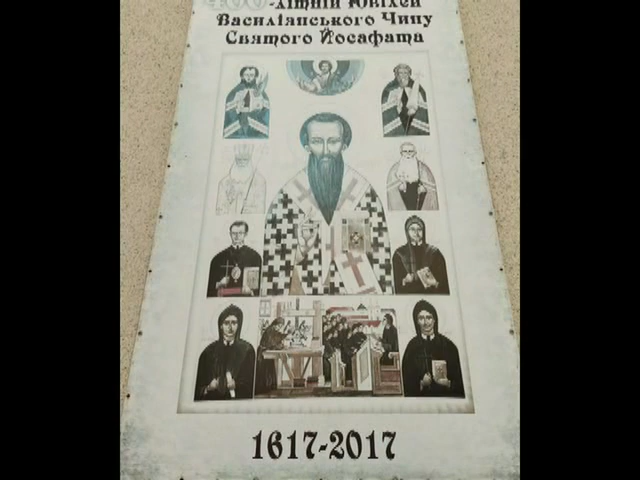 400-літній Ювілей
Василіянського Чину
Святого Йосафата
1617-2017